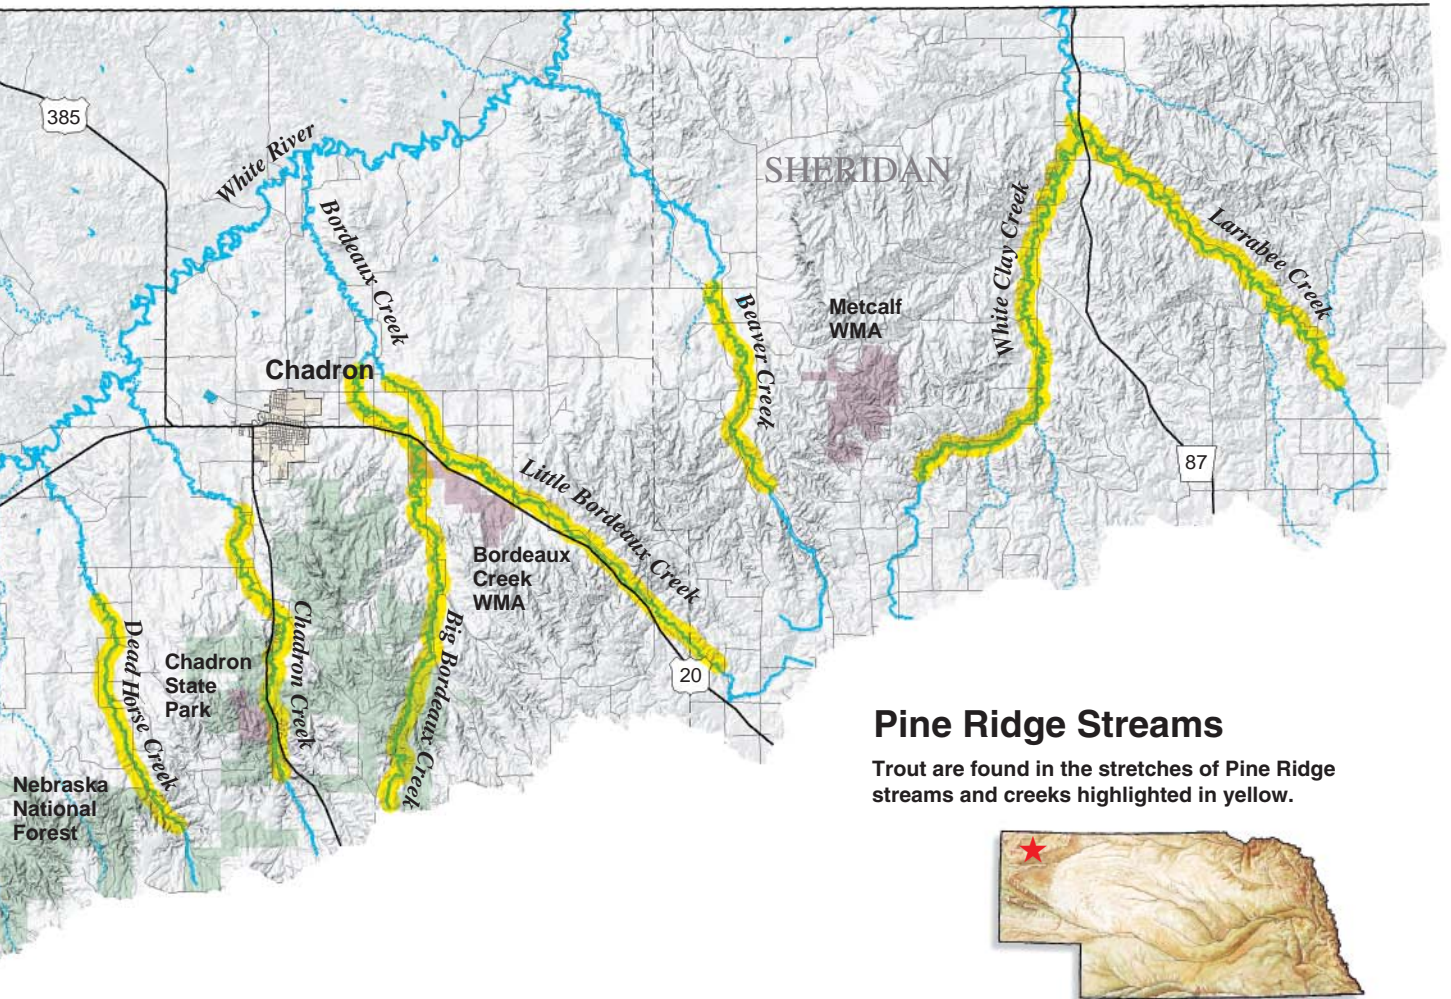 385
White River
Bordeaux Creek
SHERIDAN
White Clay Creek
Larrabee Creek
Beaver Creek
Metcalf
WMA
Chadron
87
Little Bordeaux Creek
Bordeaux
Creek
WMA
Big Bordeaux Creek
Chadron Creek
Dead Horse Creek
Chadron
State
Park
20
Nebraska
National
Forest
Pine Ridge Streams
Trout are found in the stretches of Pine Ridge
streams and creeks highlighted in yellow.